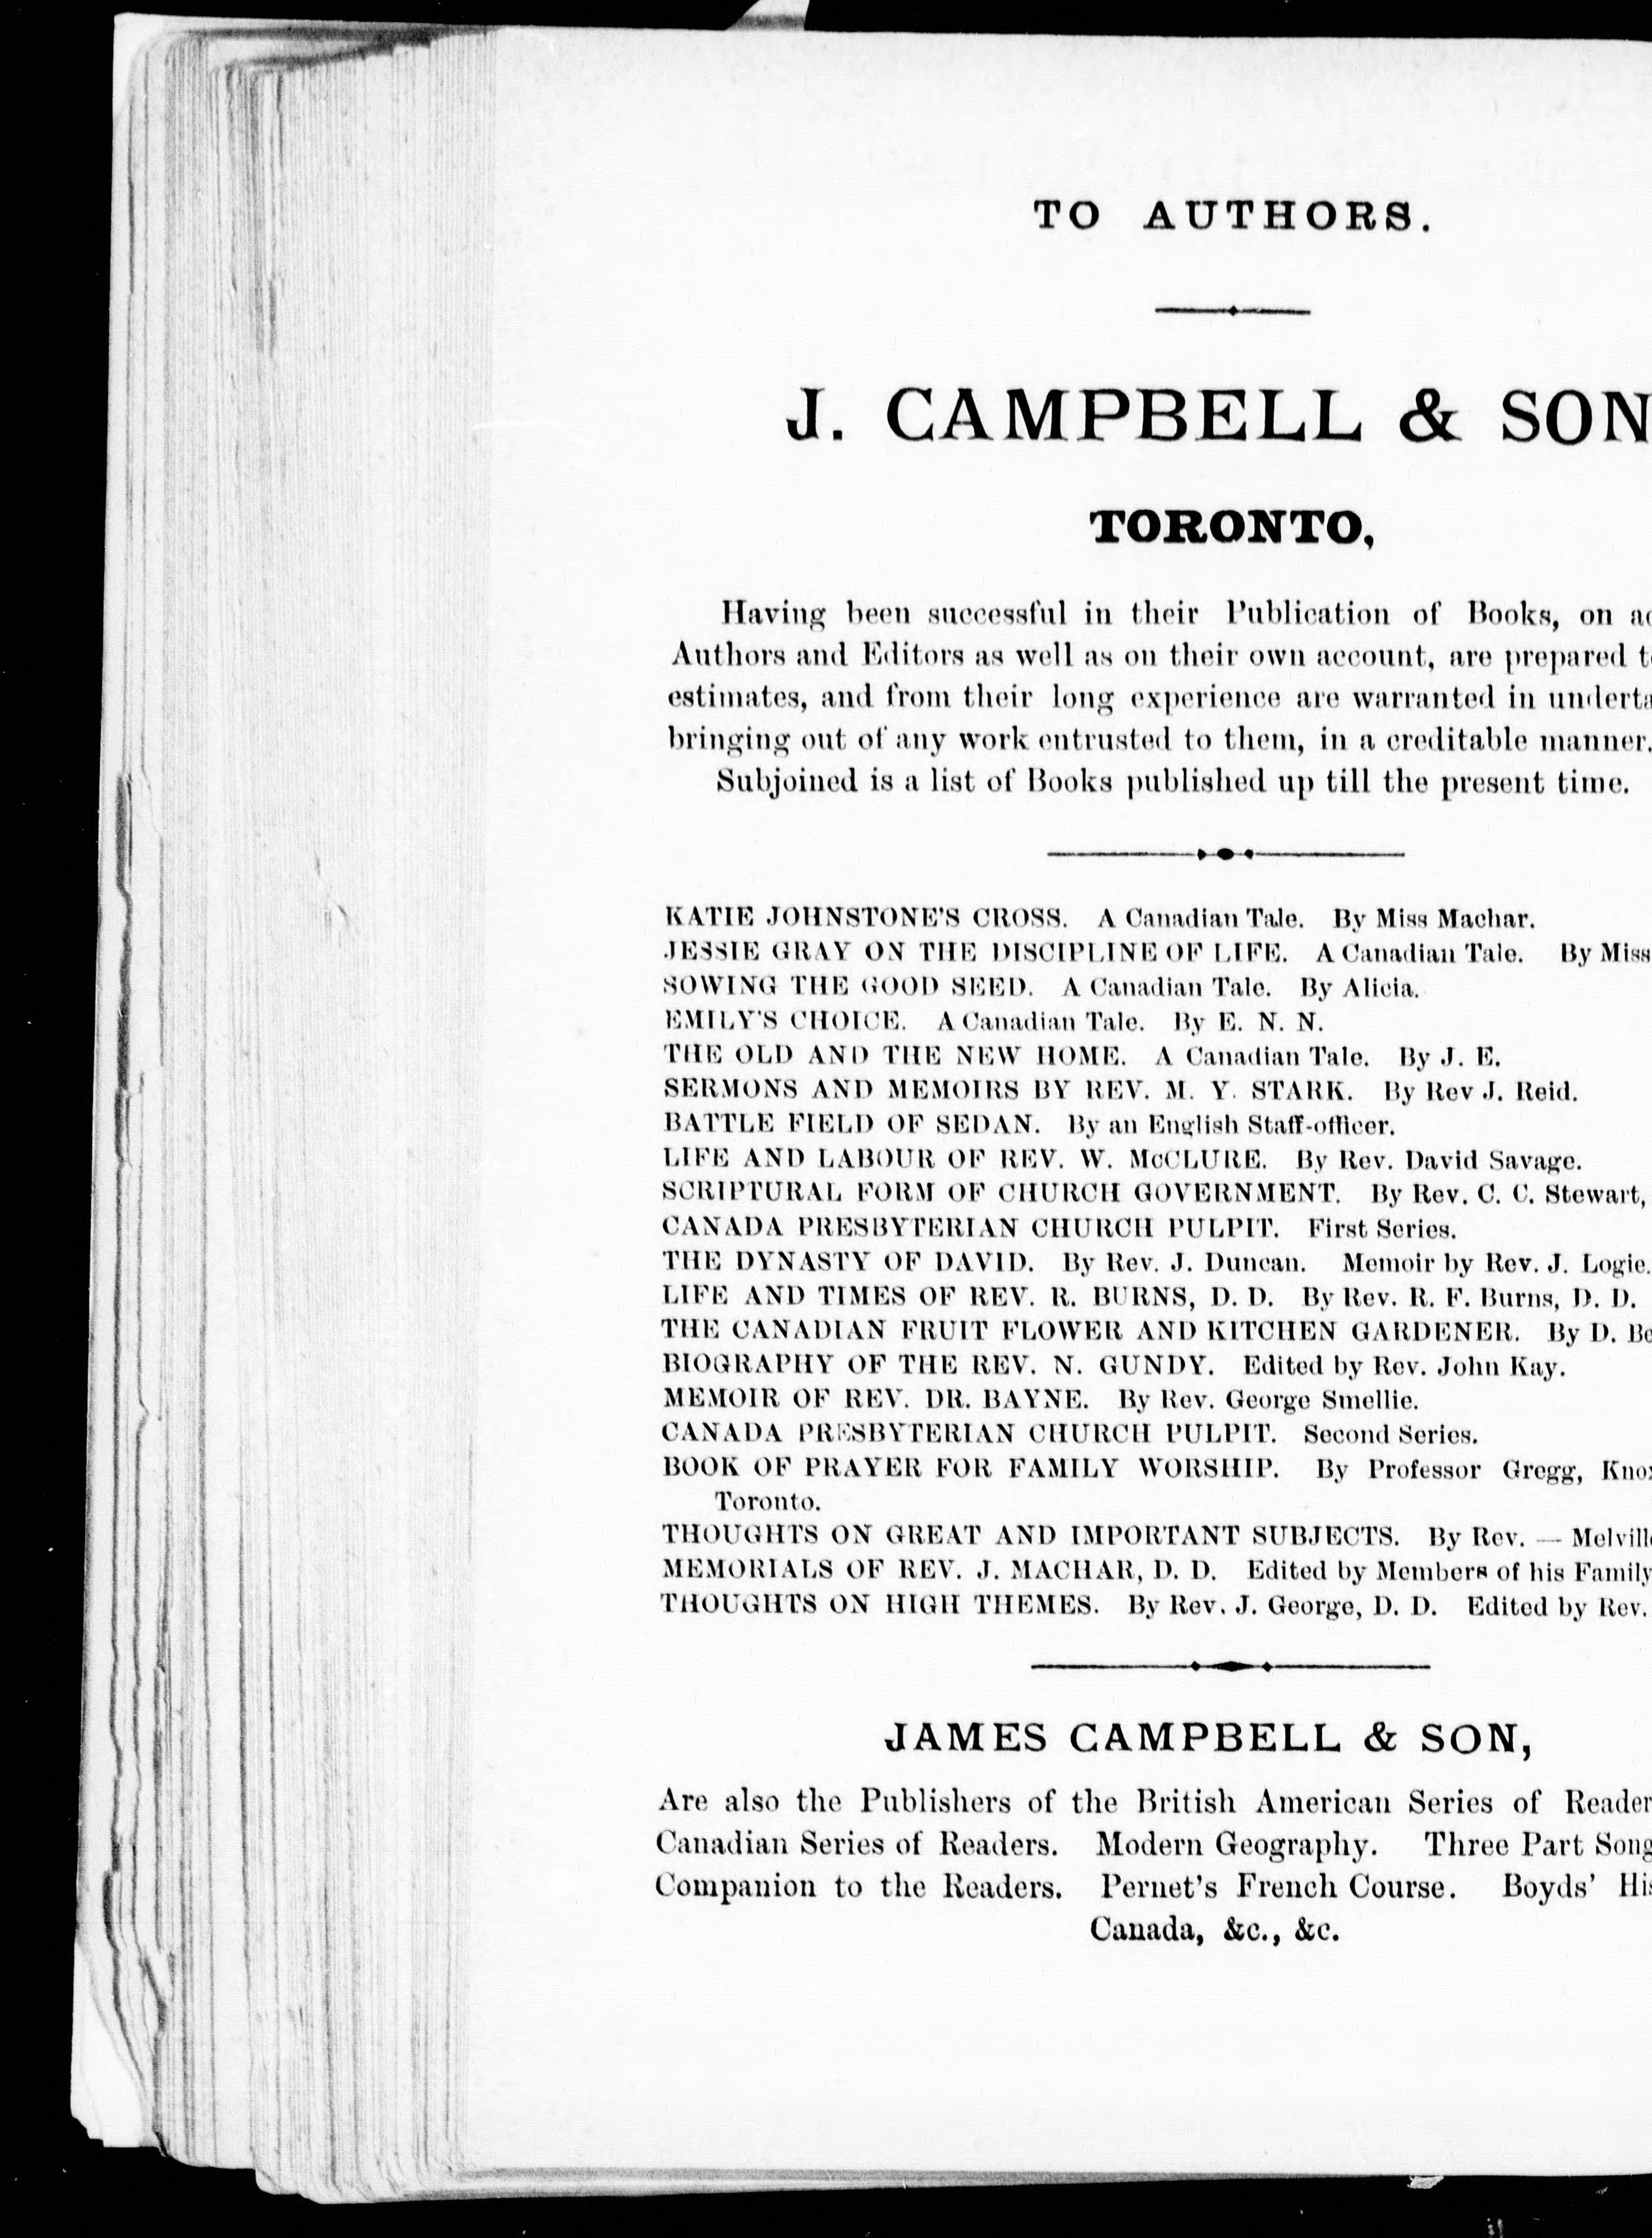 TO AUTHORS.
J. CAMPBELL & SON
TORONTO,
Having been successful in their Publication of Books, on
Authors and Editors as well as on their own account, are prepared
estimates, and from their long experience are warranted in
bringing out of any work entrusted to them, in a creditable manner.
Subjoined is a list of Books published up till the present time.
KATIE JOHNSTONE'S CROSS. A Canadian Tale. By Miss Machar.
JESSIE GRAY ON THE DISCIPLINE OF LIFE. A Canadian Tale. By Miss
SOWING THE GOOD SEED. A Canadian Tale. By Alicia.
EMILY'S CHOICE. A Canadian Tale. By E. N. N.
THE OLD AND THE NEW HOME. A Canadian Tale. By J. E.
SERMONS AND MEMOIRS BY REV. M. Y. STARK. By Rev J. Reid.
BATTLE FIELD OF SEDAN. By an English Staff-officer.
LIFE AND LABOUR OF REV. W. McCLURE. By Rev. David Savage.
SCRIPTURAL FORM OF CHURCH GOVERNMENT. By Rev. C. C. Stewart,
CANADA PRESBYTERIAN CHURCH PULPIT. First Series.
THE DYNASTY OF DAVID. By Rev. J. Duncan. Memoir by Rev. J. Logie.
LIFE AND TIMES OF REV. R. BURNS, D. D. By Rev. R. F. Burns, D. D.
THE CANADIAN FRUIT FLOWER AND KITCHEN GARDENER. By D.
BIOGRAPHY OF THE REV. N. GUNDY. Edited by Rev. John Kay.
MEMOIR OF REV. DR. BAYNE. By Rev. George Smellie.
CANADA PRESBYTERIAN CHURCH PULPIT. Second Series.
BOOK OF PRAYER FOR FAMILY WORSHIP. By Professor Gregg,
Toronto.
THOUGHTS ON GREAT AND IMPORTANT SUBJECTS. By Rev. —
MEMORIALS OF REV. J. MACHAR, D. D. Edited by Members of his Family
THOUGHTS ON HIGH THEMES. By Rev. J. George, D. D. Edited by Rev.
JAMES CAMPBELL & SON,
Are also the Publishers of the British American Series of
Canadian Series of Readers. Modern Geography. Three Part
Companion to the Readers. Pernet's French Course. Boyds'
Canada, &c., &c.